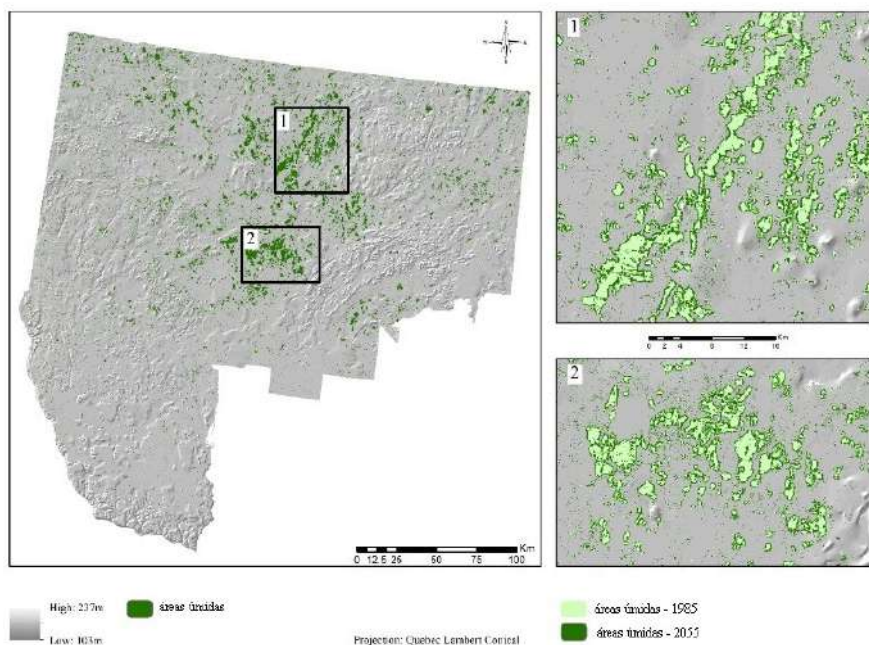 N
1
2
Km
0 12,5 25 50 75 100
1
Km
0 2 4 8 12 16
2
High: 237m
Low: 103m
áreas úmidas
Projection: Quebec Lambert Conical
áreas úmidas - 1985
áreas úmidas - 2055